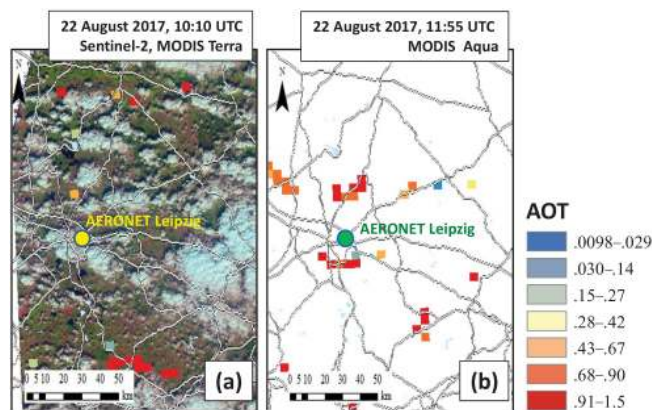 22 August 2017, 10:10 UTC
Sentinel-2, MODIS Terra
N
AERONET Leipzig
0 5 10 20 30 40 50
km
(a)
22 August 2017, 11:55 UTC
MODIS Aqua
N
AERONET Leipzig
0 5 10 20 30 40 50
km
(b)
AOT
.0098–.029
.030–.14
.15–.27
.28–.42
.43–.67
.68–.90
.91–1.5